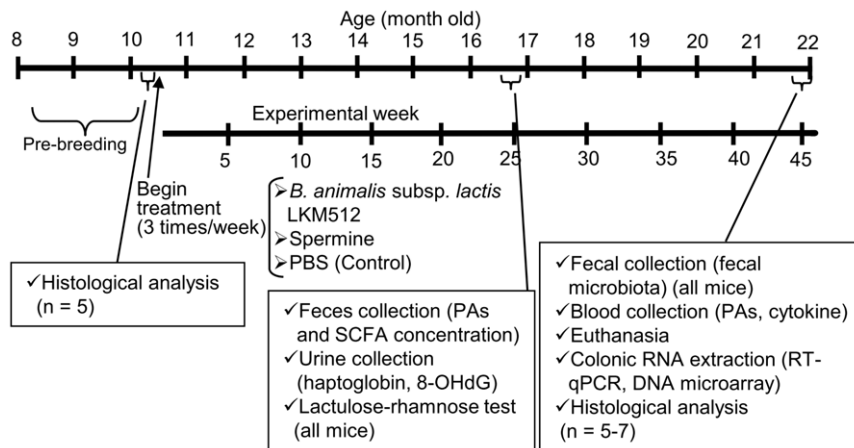 Age (month old)
8 9 10 11 12 13 14 15 16 17 18 19 20 21 22
Pre-breeding
Experimental week
5 10 15 20 25 30 35 40 45
Begin
treatment
(3 times/week)
➢B. animalis subsp. lactis
LKM512
➢Spermine
➢PBS (Control)
✓Histological analysis
(n = 5)
✓Feces collection (PAs
and SCFA concentration)
✓Urine collection
(haptoglobin, 8-OHdG)
✓Lactulose-rhamnose test
(all mice)
✓Fecal collection (fecal
microbiota) (all mice)
✓Blood collection (PAs, cytokine)
✓Euthanasia
✓Colonic RNA extraction (RT-
qPCR, DNA microarray)
✓Histological analysis
(n = 5-7)